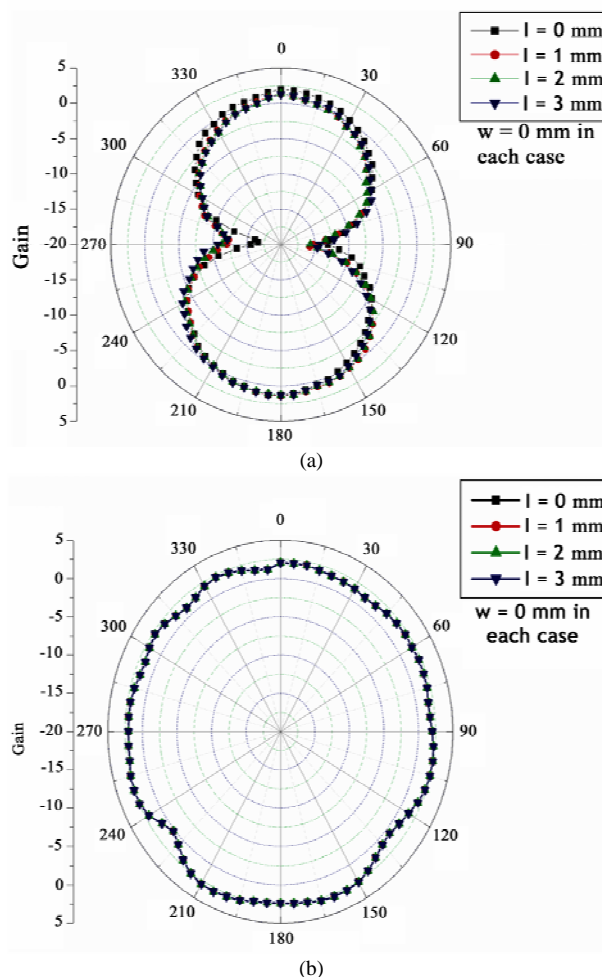 l = 0 mm
l = 1 mm
l = 2 mm
l = 3 mm
w = 0 mm in
each case
Gain
5
0
-5
-10
-15
-20
-15
-10
-5
0
5
0
30
60
90
120
150
180
210
240
270
300
330
(a)
l = 0 mm
l = 1 mm
l = 2 mm
l = 3 mm
w = 0 mm in
each case
Gain
5
0
-5
-10
-15
-20
-15
-10
-5
0
5
0
30
60
90
120
150
180
210
240
270
300
330
(b)